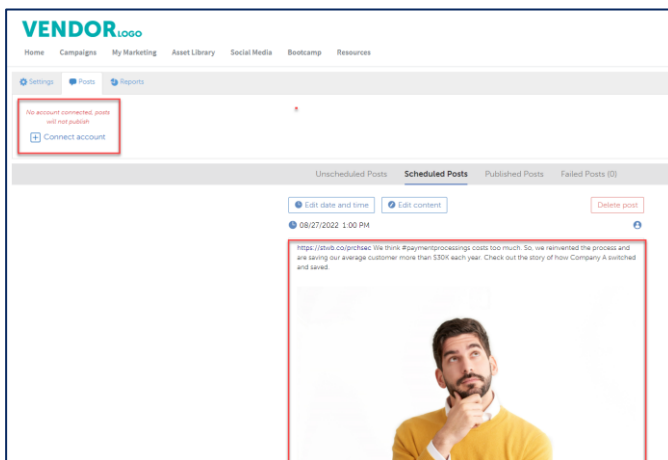 VENDOR LOGO
Home Campaigns My Marketing Asset Library Social Media Bootcamp Resources
Settings Posts Reports
No account connected, posts
will not publish
Connect account
Unscheduled Posts Scheduled Posts Published Posts Failed Posts (0)
Edit date and time Edit content Delete post
08/27/2022 1:00 PM
https://stwb.co/prchsec We think #paymentprocessings costs too much. So, we reinvented the process and
are saving our average customer more than $30K each year. Check out the story of how Company A switched
and saved.